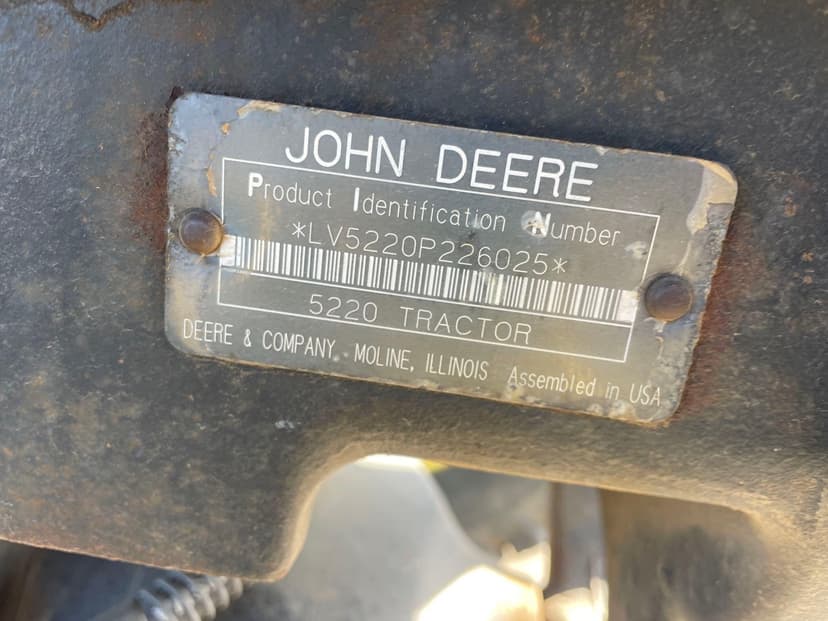 JOHN DEERE
Product Identification Number
*LV5220P226025*
5220 TRACTOR
DEERE & COMPANY MOLINE, ILLINOIS Assembled in USA